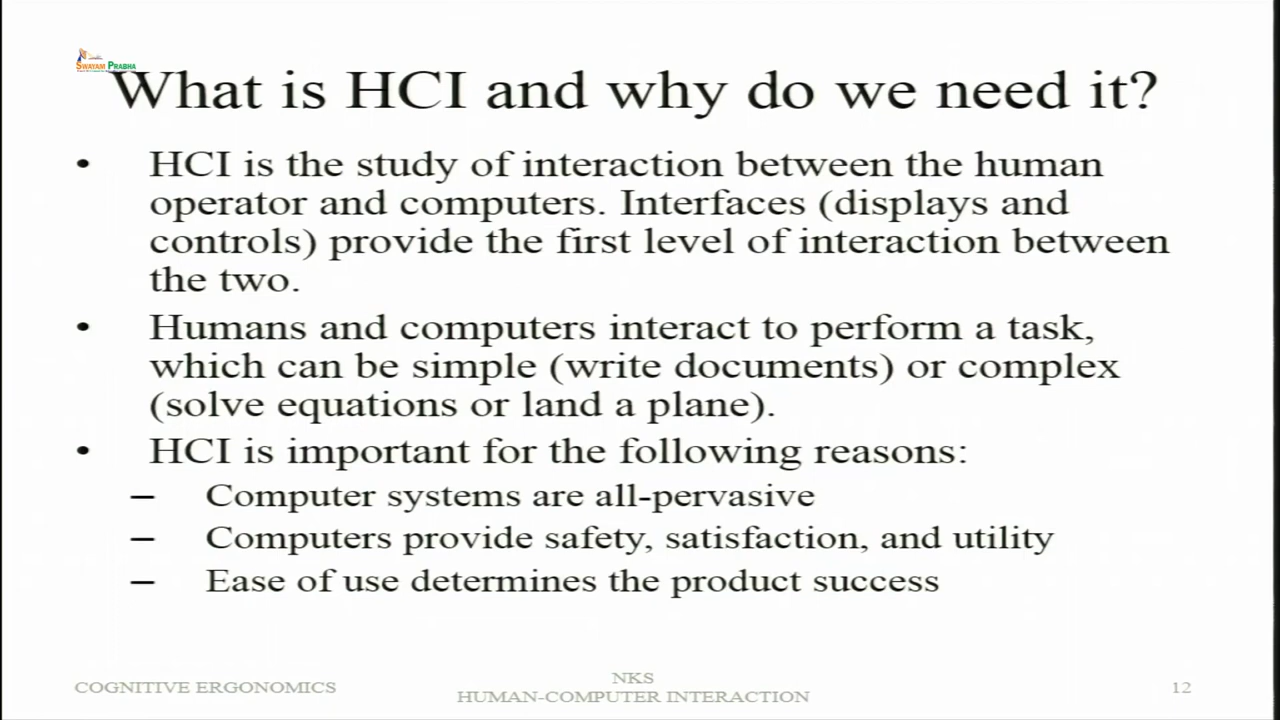 SWAYAM PRABHA
What is HCI and why do we need it?
• HCI is the study of interaction between the human
operator and computers. Interfaces (displays and
controls) provide the first level of interaction between
the two.
• Humans and computers interact to perform a task,
which can be simple (write documents) or complex
(solve equations or land a plane).
• HCI is important for the following reasons:
– Computer systems are all-pervasive
– Computers provide safety, satisfaction, and utility
– Ease of use determines the product success
COGNITIVE ERGONOMICS
NKS
HUMAN-COMPUTER INTERACTION
12